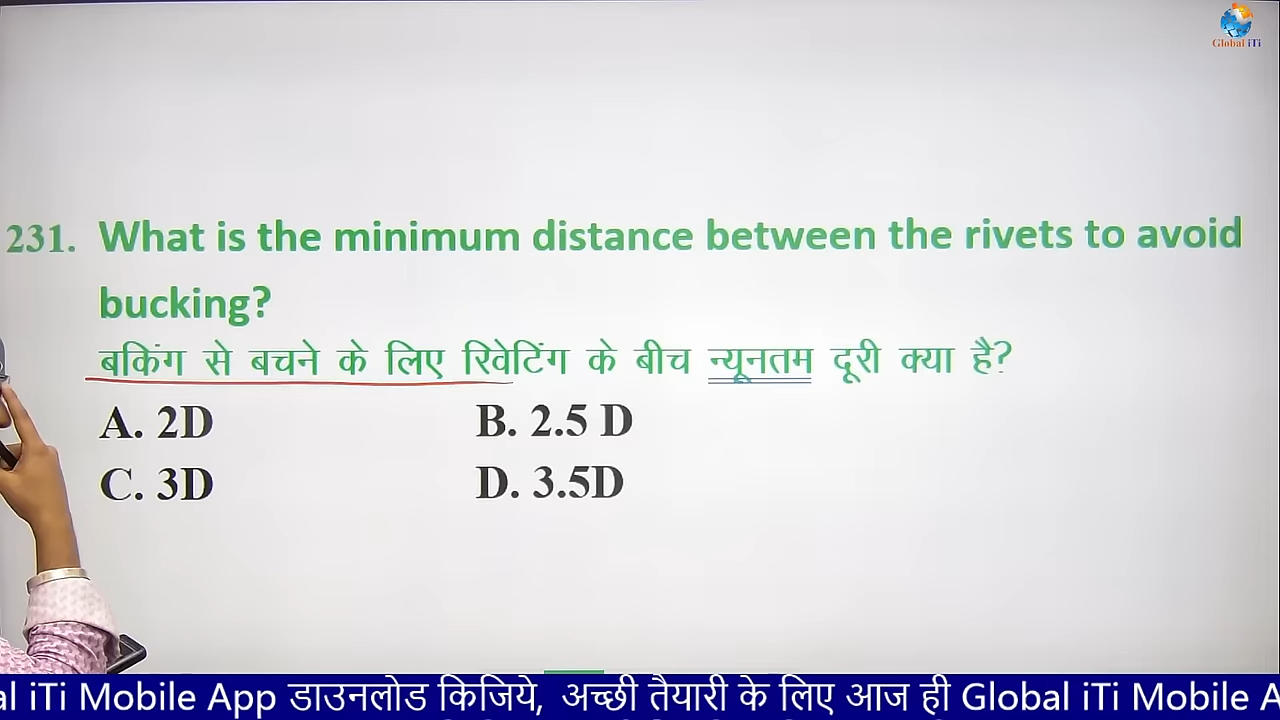 Global iTi
231. What is the minimum distance between the rivets to avoid
bucking?
बकिंग से बचने के लिए रिवेटिंग के बीच न्यूनतम दूरी क्या है?
A. 2D B. 2.5 D
C. 3D D. 3.5D
al iTi Mobile App डाउनलोड किजिये, अच्छी तैयारी के लिए आज ही Global iTi Mobile A